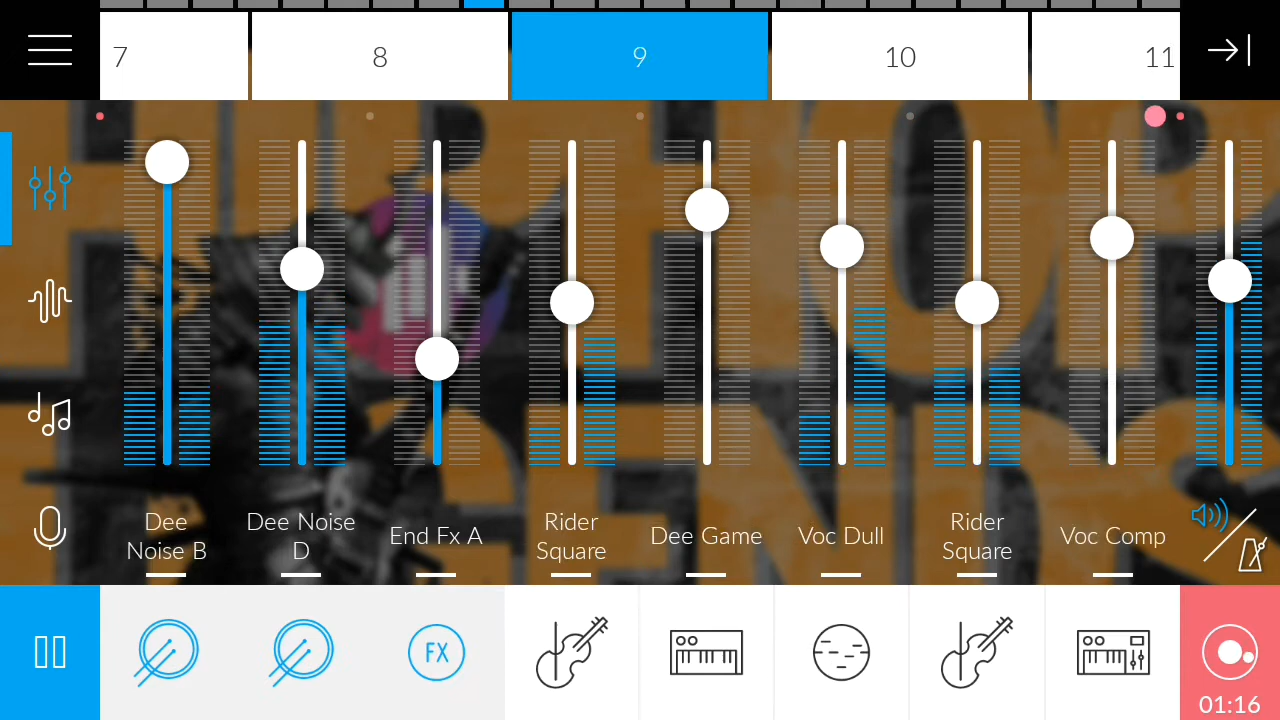 7
8
9
10
11
Dee
Noise B
Dee Noise
D
End Fx A
Rider
Square
Dee Game
Voc Dull
Rider
Square
Voc Comp
FX
01:16